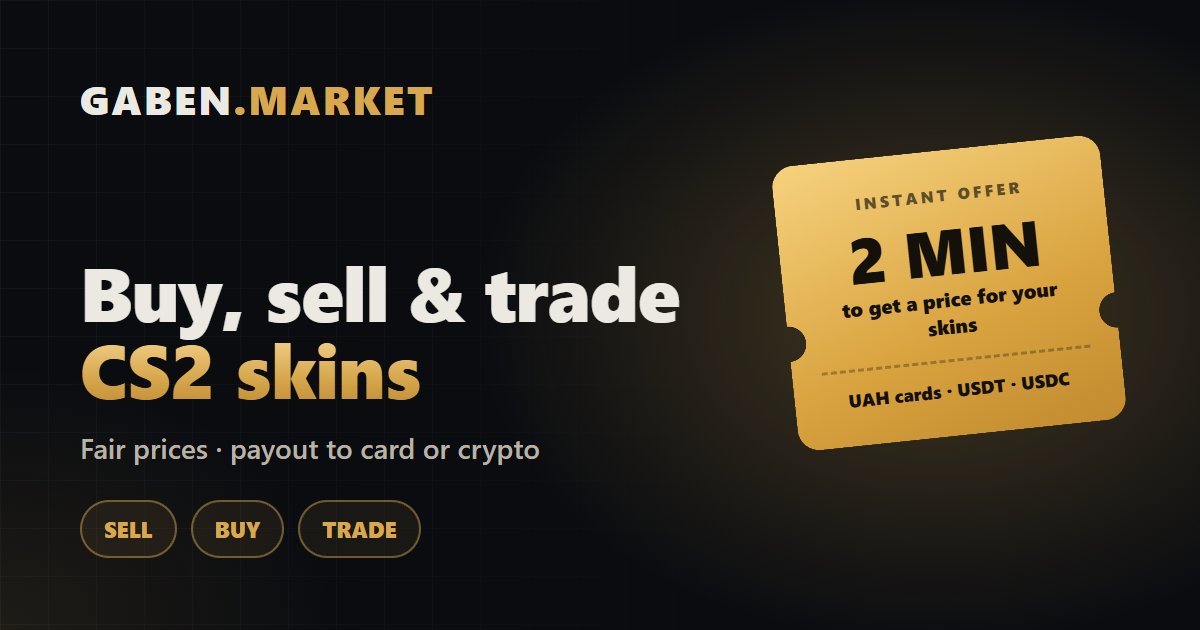 GABEN.MARKET
Buy, sell & trade
CS2 skins
Fair prices · payout to card or crypto
SELL
BUY
TRADE
INSTANT OFFER
2 MIN
to get a price for your
skins
UAH cards · USDT · USDC